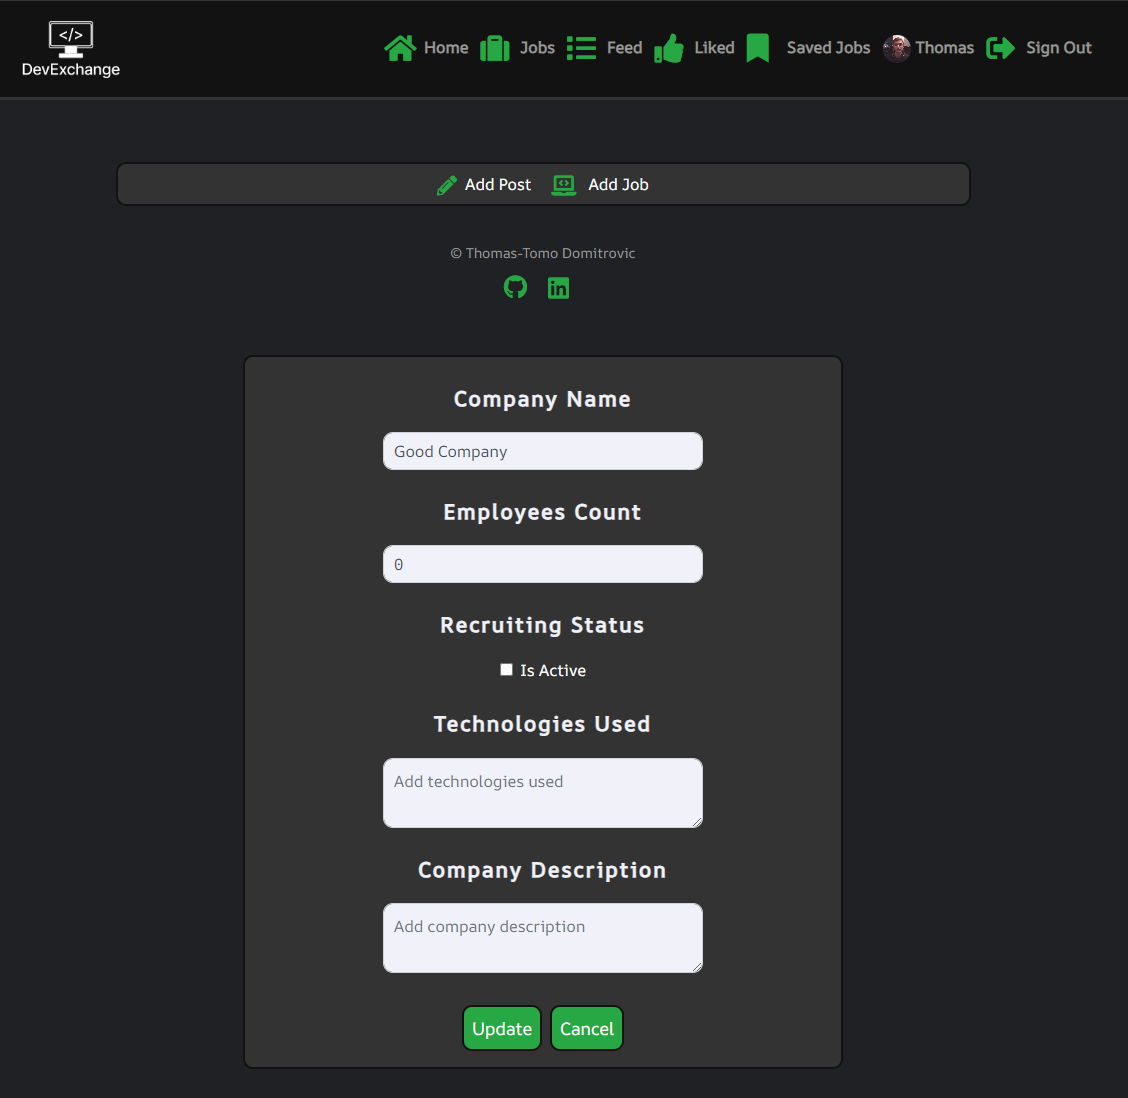 </>
DevExchange
Home Jobs Feed Liked Saved Jobs Thomas Sign Out
Add Post Add Job
© Thomas-Tomo Domitrovic
in
Company Name
Good Company
Employees Count
0
Recruiting Status
Is Active
Technologies Used
Add technologies used
Company Description
Add company description
Update Cancel